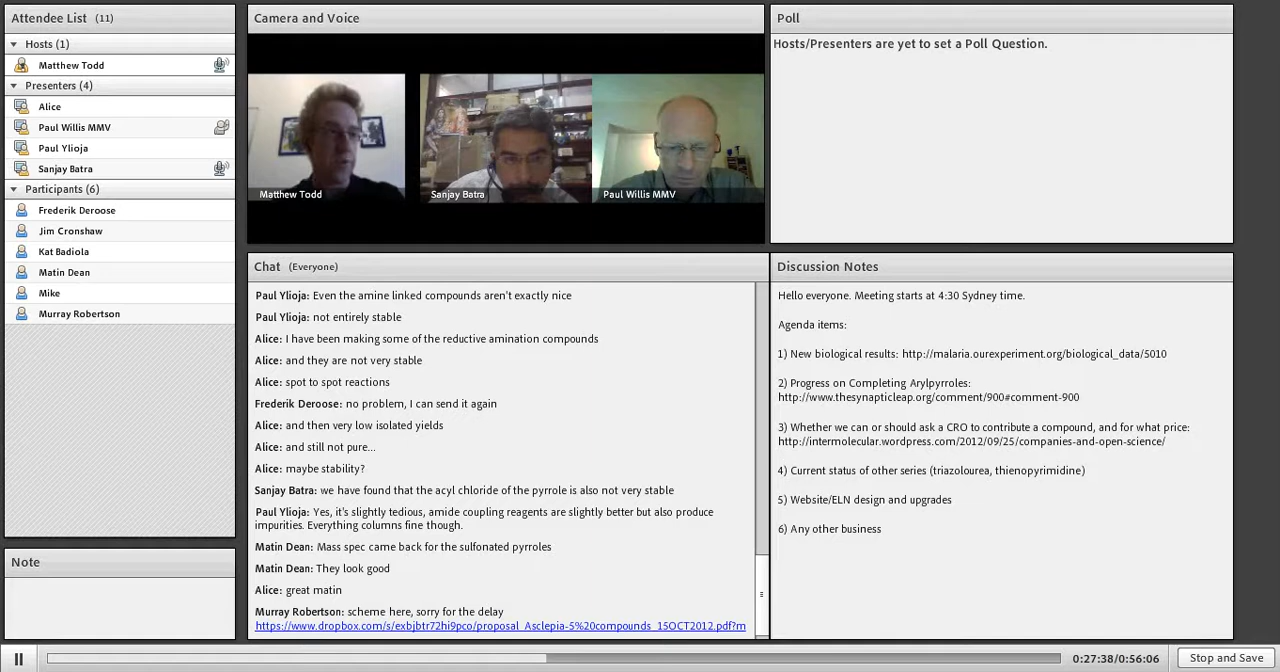 Attendee List (11)
Hosts (1)
Matthew Todd
Presenters (4)
Alice
Paul Willis MMV
Paul Ylioja
Sanjay Batra
Participants (6)
Frederik Deroose
Jim Cronshaw
Kat Badiola
Matin Dean
Mike
Murray Robertson
Note
Camera and Voice
Matthew Todd
Sanjay Batra
Paul Willis MMV
Chat (Everyone)
Paul Ylioja: Even the amine linked compounds aren't exactly nice
Paul Ylioja: not entirely stable
Alice: I have been making some of the reductive amination compounds
Alice: and they are not very stable
Alice: spot to spot reactions
Frederik Deroose: no problem, I can send it again
Alice: and then very low isolated yields
Alice: and still not pure...
Alice: maybe stability?
Sanjay Batra: we have found that the acyl chloride of the pyrrole is also not very stable
Paul Ylioja: Yes, it's slightly tedious, amide coupling reagents are slightly better but also produce
impurities. Everything columns fine though.
Matin Dean: Mass spec came back for the sulfonated pyrroles
Matin Dean: They look good
Alice: great matin
Murray Robertson: scheme here, sorry for the delay
https://www.dropbox.com/s/exbjbtr72hi9pco/proposal_Asclepia-5%20compounds_15OCT2012.pdf?m
Poll
Hosts/Presenters are yet to set a Poll Question.
Discussion Notes
Hello everyone. Meeting starts at 4:30 Sydney time.
Agenda items:
1) New biological results: http://malaria.ourexperiment.org/biological_data/5010
2) Progress on Completing Arylpyrroles:
http://www.thesynapticleap.org/comment/900#comment-900
3) Whether we can or should ask a CRO to contribute a compound, and for what price:
http://intermolecular.wordpress.com/2012/09/25/companies-and-open-science/
4) Current status of other series (triazolourea, thienopyrimidine)
5) Website/ELN design and upgrades
6) Any other business
0:27:38/0:56:06
Stop and Save